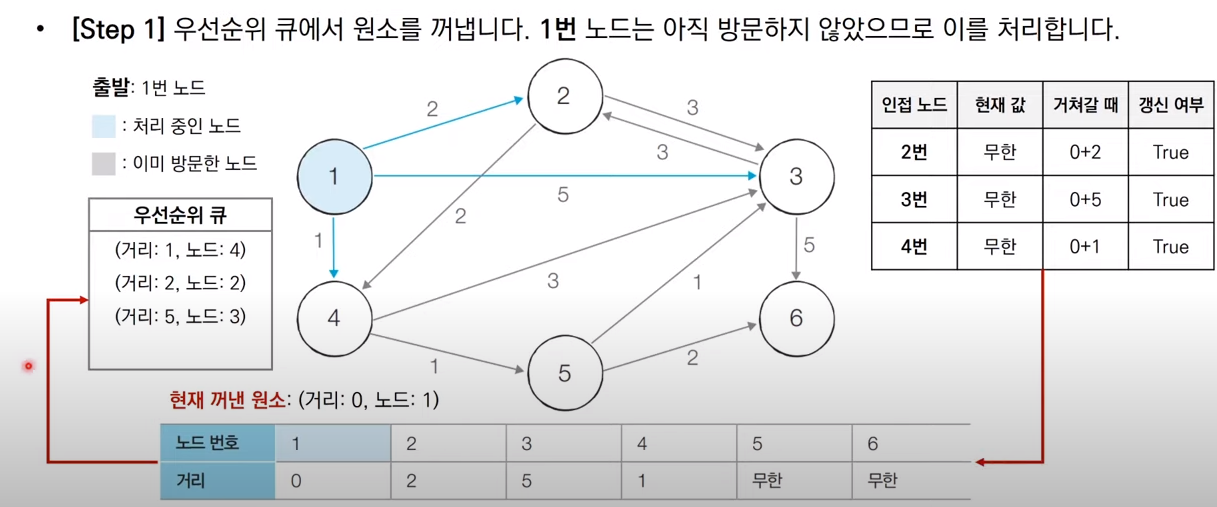 • [Step 1] 우선순위 큐에서 원소를 꺼냅니다. 1번 노드는 아직 방문하지 않았으므로 이를 처리합니다.
출발: 1번 노드
: 처리 중인 노드
: 이미 방문한 노드
우선순위 큐
(거리: 1, 노드: 4)
(거리: 2, 노드: 2)
(거리: 5, 노드: 3)
2
2
3
3
1
5
3
1
2
5
4
3
1
1
5
2
6
인접 노드 현재 값 거쳐갈 때 갱신 여부
2번 무한 0+2 True
3번 무한 0+5 True
4번 무한 0+1 True
현재 꺼낸 원소: (거리: 0, 노드: 1)
노드 번호 1 2 3 4 5 6
거리 0 2 5 1 무한 무한